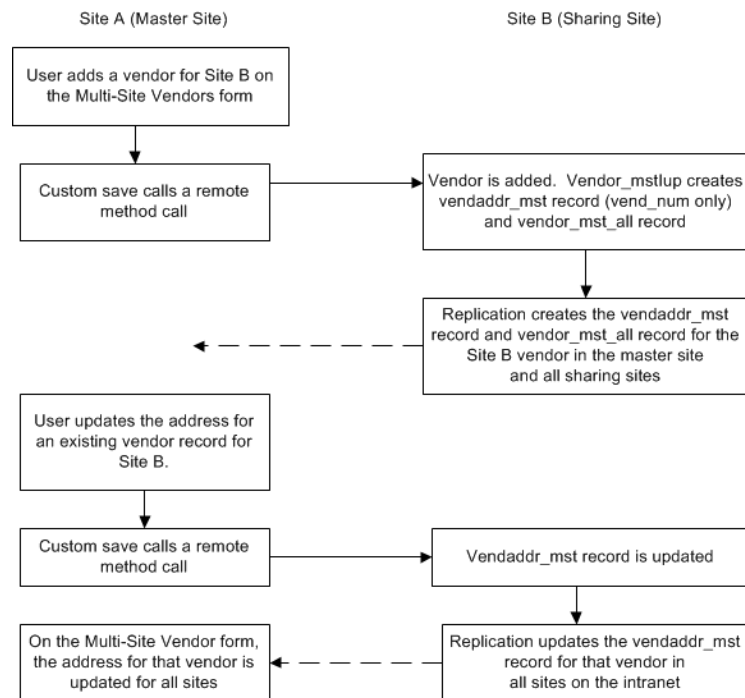 Site A (Master Site)
Site B (Sharing Site)
User adds a vendor for Site B on
the Multi-Site Vendors form
Custom save calls a remote
method call
Vendor is added. Vendor_mstIup creates
vendaddr_mst record (vend_num only)
and vendor_mst_all record
Replication creates the vendaddr_mst
record and vendor_mst_all record for the
Site B vendor in the master site
and all sharing sites
User updates the address for
an existing vendor record for
Site B.
Custom save calls a remote
method call
Vendaddr_mst record is updated
On the Multi-Site Vendor form,
the address for that vendor is
updated for all sites
Replication updates the vendaddr_mst
record for that vendor in
all sites on the intranet